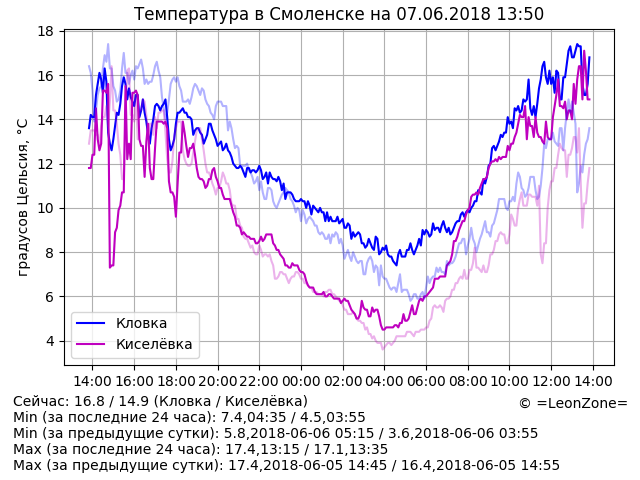 Температура в Смоленске на 07.06.2018 13:50
градусов Цельсия, °C
18
16
14
12
10
8
6
4
Кловка
Киселёвка
14:00 16:00 18:00 20:00 22:00 00:00 02:00 04:00 06:00 08:00 10:00 12:00 14:00
Сейчас: 16.8 / 14.9 (Кловка / Киселёвка)
© =LeonZone=
Min (за последние 24 часа): 7.4,04:35 / 4.5,03:55
Min (за предыдущие сутки): 5.8,2018-06-06 05:15 / 3.6,2018-06-06 03:55
Max (за последние 24 часа): 17.4,13:15 / 17.1,13:35
Max (за предыдущие сутки): 17.4,2018-06-05 14:45 / 16.4,2018-06-05 14:55